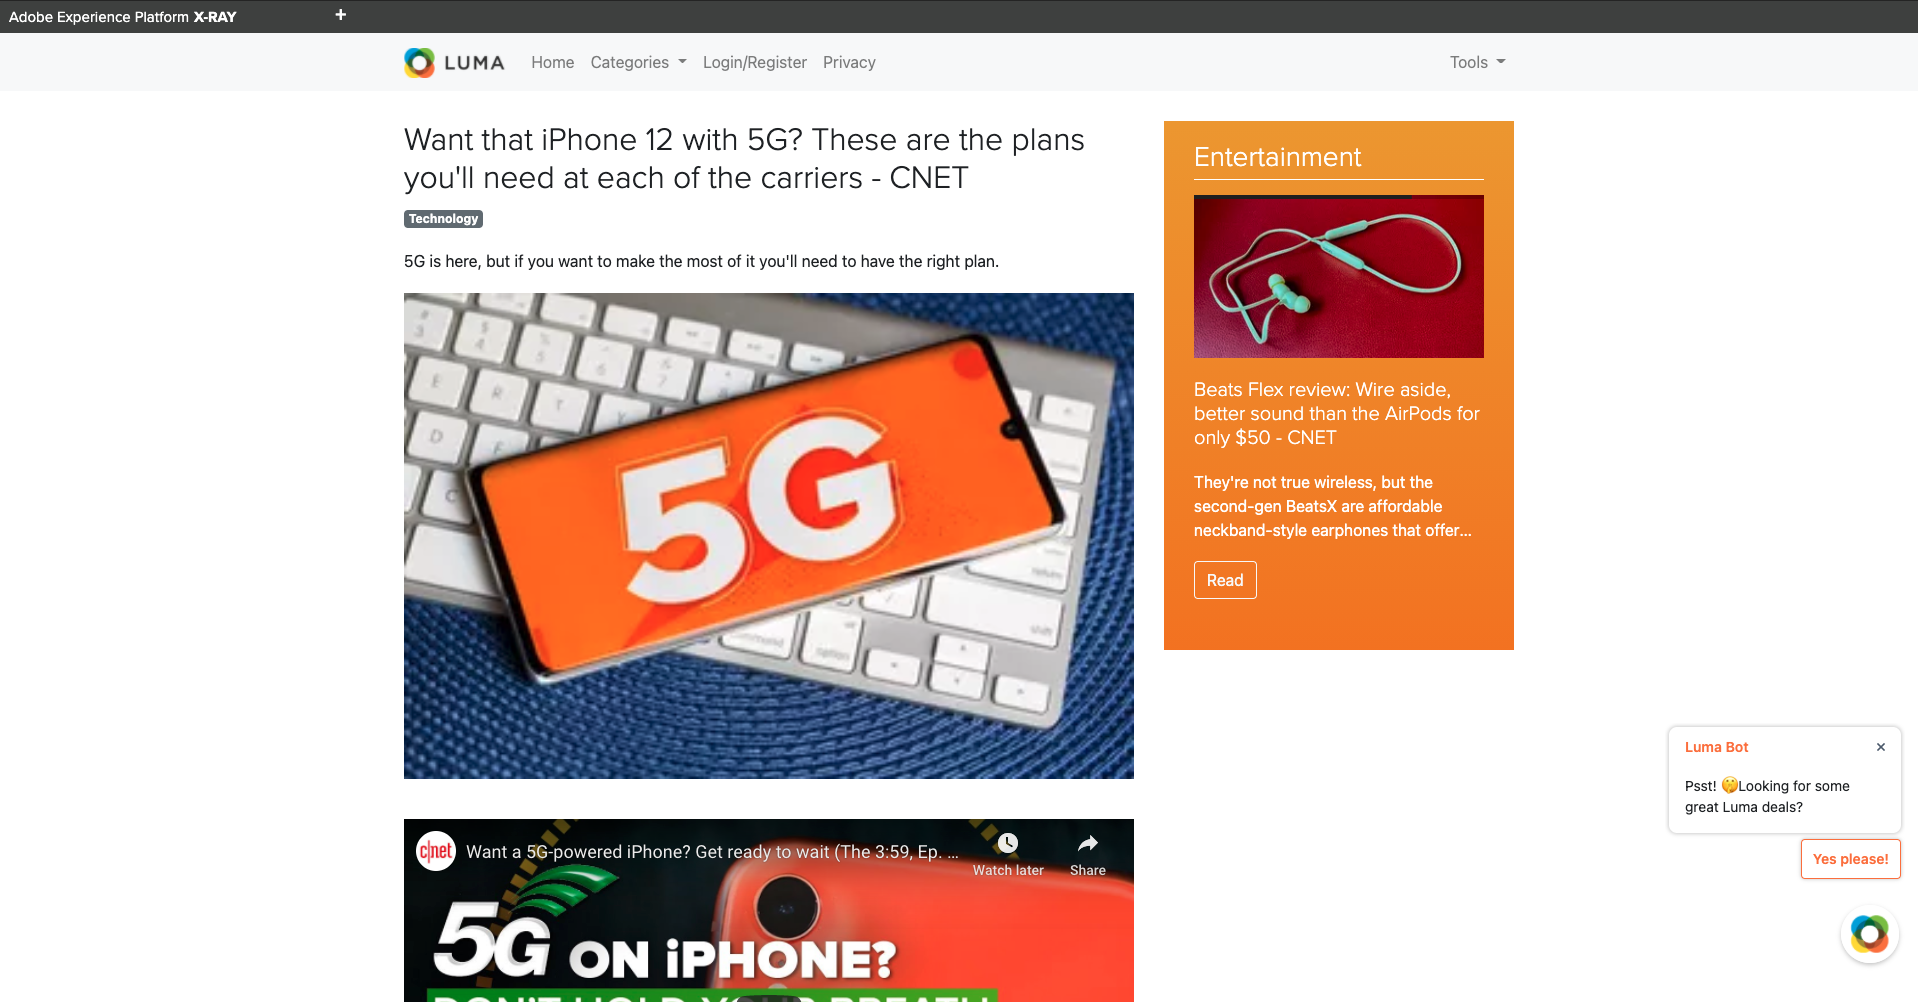 Adobe Experience Platform X-RAY
+
LUMA
Home
Categories
Login/Register
Privacy
Tools
Want that iPhone 12 with 5G? These are the plans
you'll need at each of the carriers - CNET
Technology
5G is here, but if you want to make the most of it you'll need to have the right plan.
5G
c|net
Want a 5G-powered iPhone? Get ready to wait (The 3:59, Ep. ...
Watch later
Share
5G ON iPHONE?
DON'T HOLD YOUR BREATH
Entertainment
Beats Flex review: Wire aside,
better sound than the AirPods for
only $50 - CNET
They're not true wireless, but the
second-gen BeatsX are affordable
neckband-style earphones that offer...
Read
Luma Bot
×
Psst! 🤫Looking for some
great Luma deals?
Yes please!